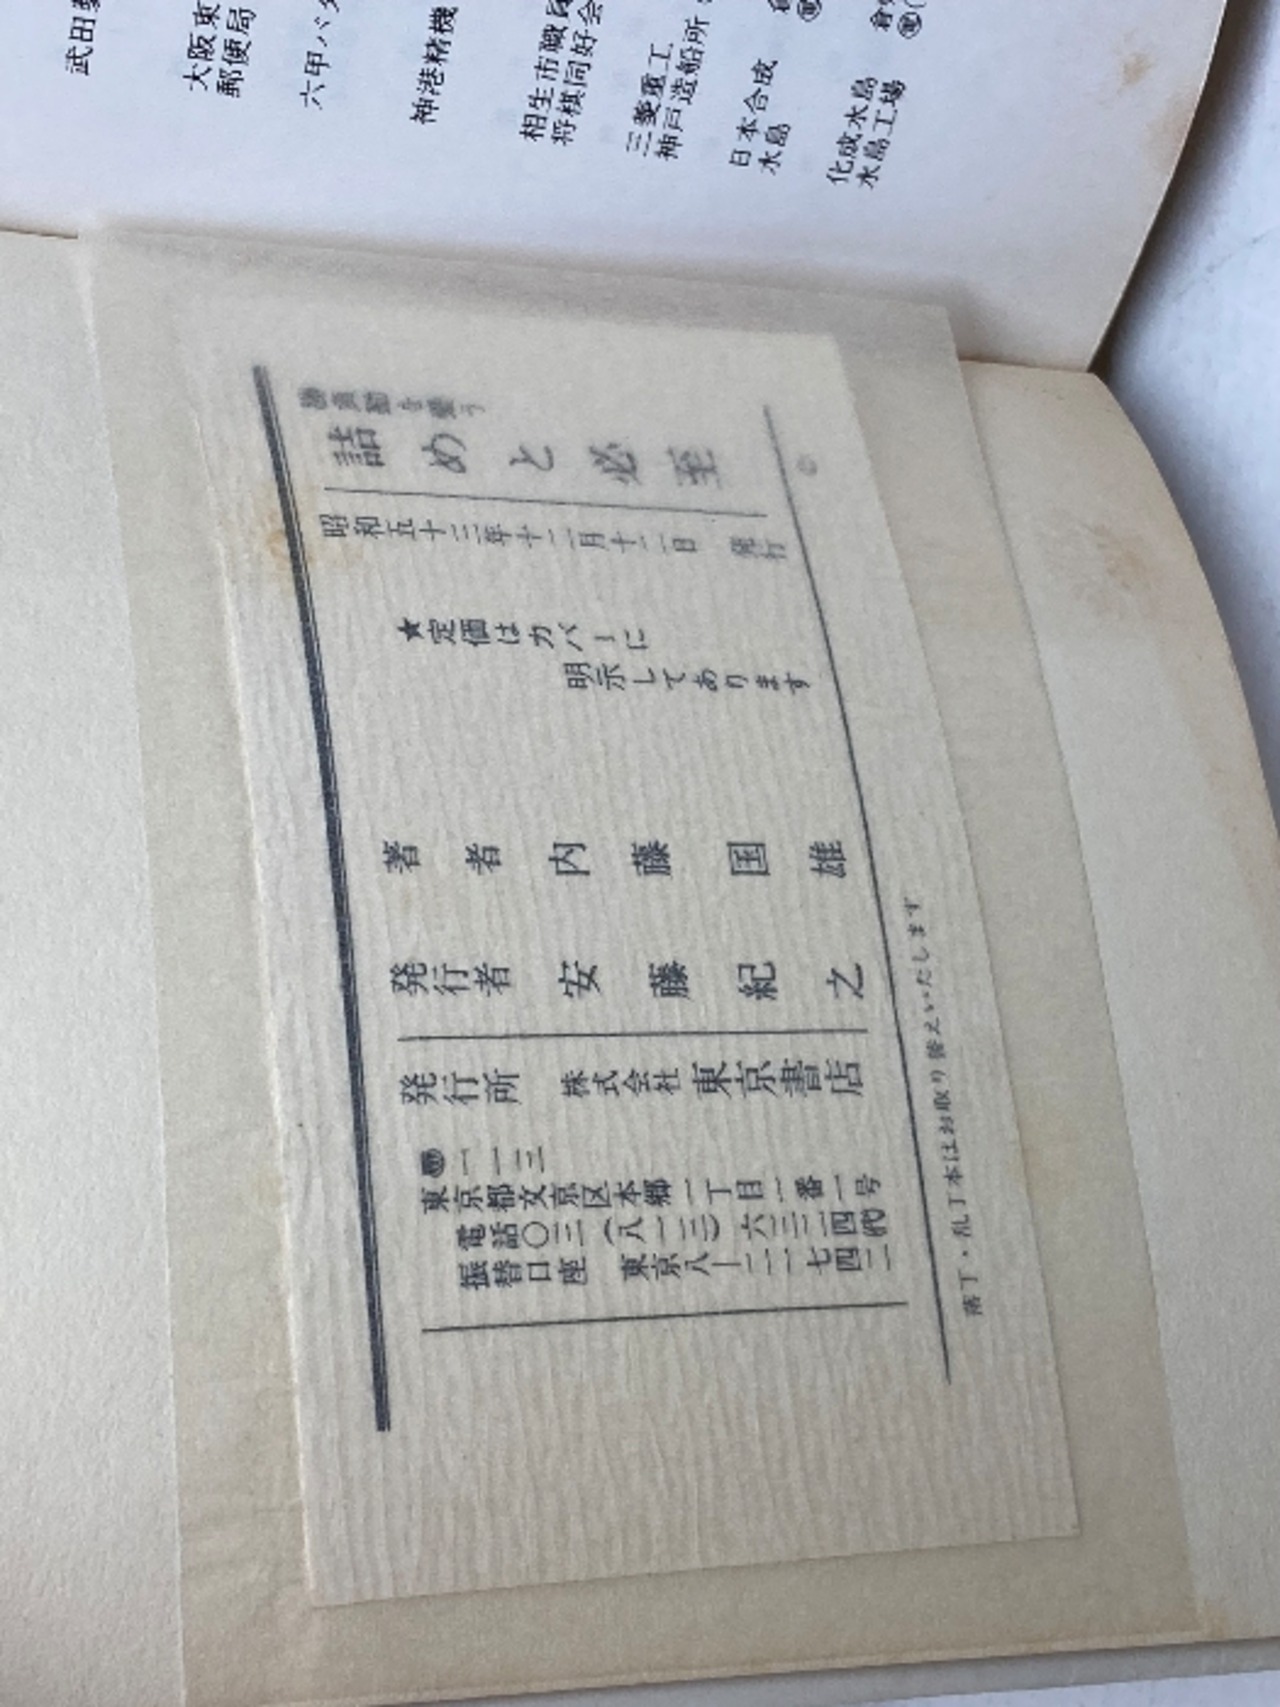 武田
大阪東
郵便局
六甲バ
神港精機
相生市職員
将棋同好会
三菱重工
神戸造船所
日本合成
水島
化成水島
水島工場
詰めと必至
昭和五十三年十二月十二日 発行
★定価はカバーに
明示してあります
著者 内藤国雄
発行者 安藤紀之
発行所 株式会社東京書店
一一三
東京都文京区本郷一丁目一番一号
電話〇三(八一三)六三二四㈹
振替口座 東京八―二二七四二
落丁・乱丁本はお取り替えいたします